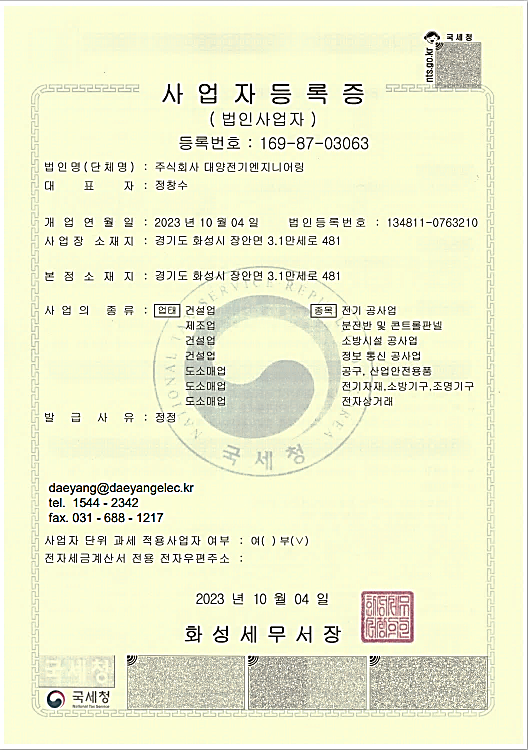 국세청
nts.go.kr
사업자등록증
( 법인사업자 )
등록번호 : 169-87-03063
법인명(단체명) : 주식회사 대양전기엔지니어링
대 표 자 : 정창수
개 업 연 월 일 : 2023 년 10 월 04 일 법인등록번호 : 134811-0763210
사업장 소재지 : 경기도 화성시 장안면 3.1만세로 481
본점 소재지 : 경기도 화성시 장안면 3.1만세로 481
사업의 종류 : 업태 건설업 종목 전기 공사업
제조업 분전반 및 콘트롤판넬
건설업 소방시설 공사업
건설업 정보 통신 공사업
도소매업 공구, 산업안전용품
도소매업 전기자재,소방기구,조명기구
도소매업 전자상거래
발 급 사 유 : 정정
NATIONAL TAX SERVICE REPUBLIC OF KOREA
국세청
daeyang@daeyangelec.kr
tel. 1544 - 2342
fax. 031 - 688 - 1217
사업자 단위 과세 적용사업자 여부 : 여( ) 부(∨)
전자세금계산서 전용 전자우편주소 :
2023 년 10 월 04 일
화성세무서장
국세청
국세청
National Tax Service